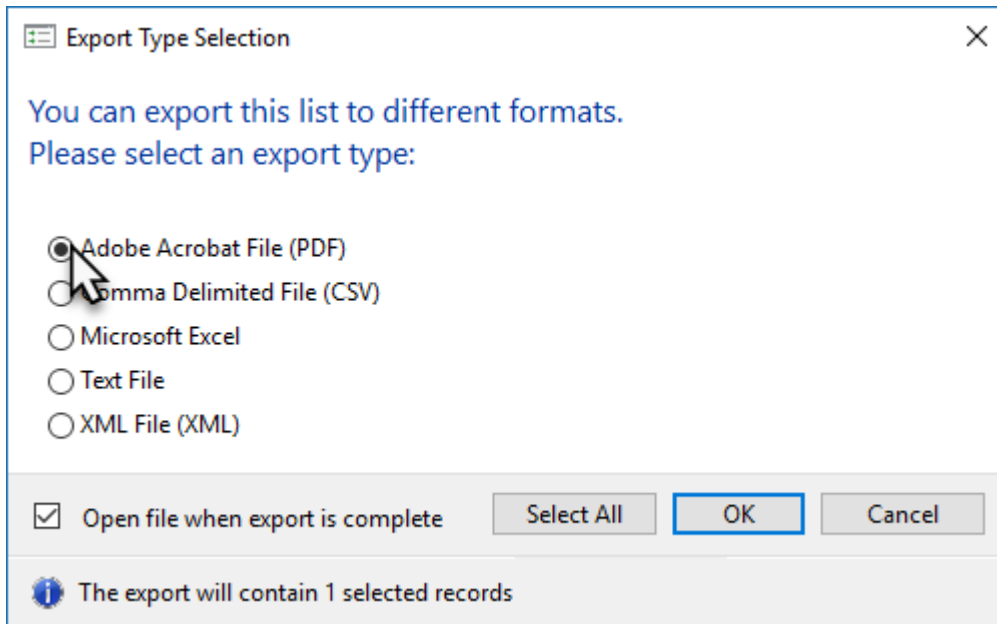 Export Type Selection
You can export this list to different formats.
Please select an export type:
Adobe Acrobat File (PDF)
Comma Delimited File (CSV)
Microsoft Excel
Text File
XML File (XML)
Open file when export is complete
Select All
OK
Cancel
The export will contain 1 selected records